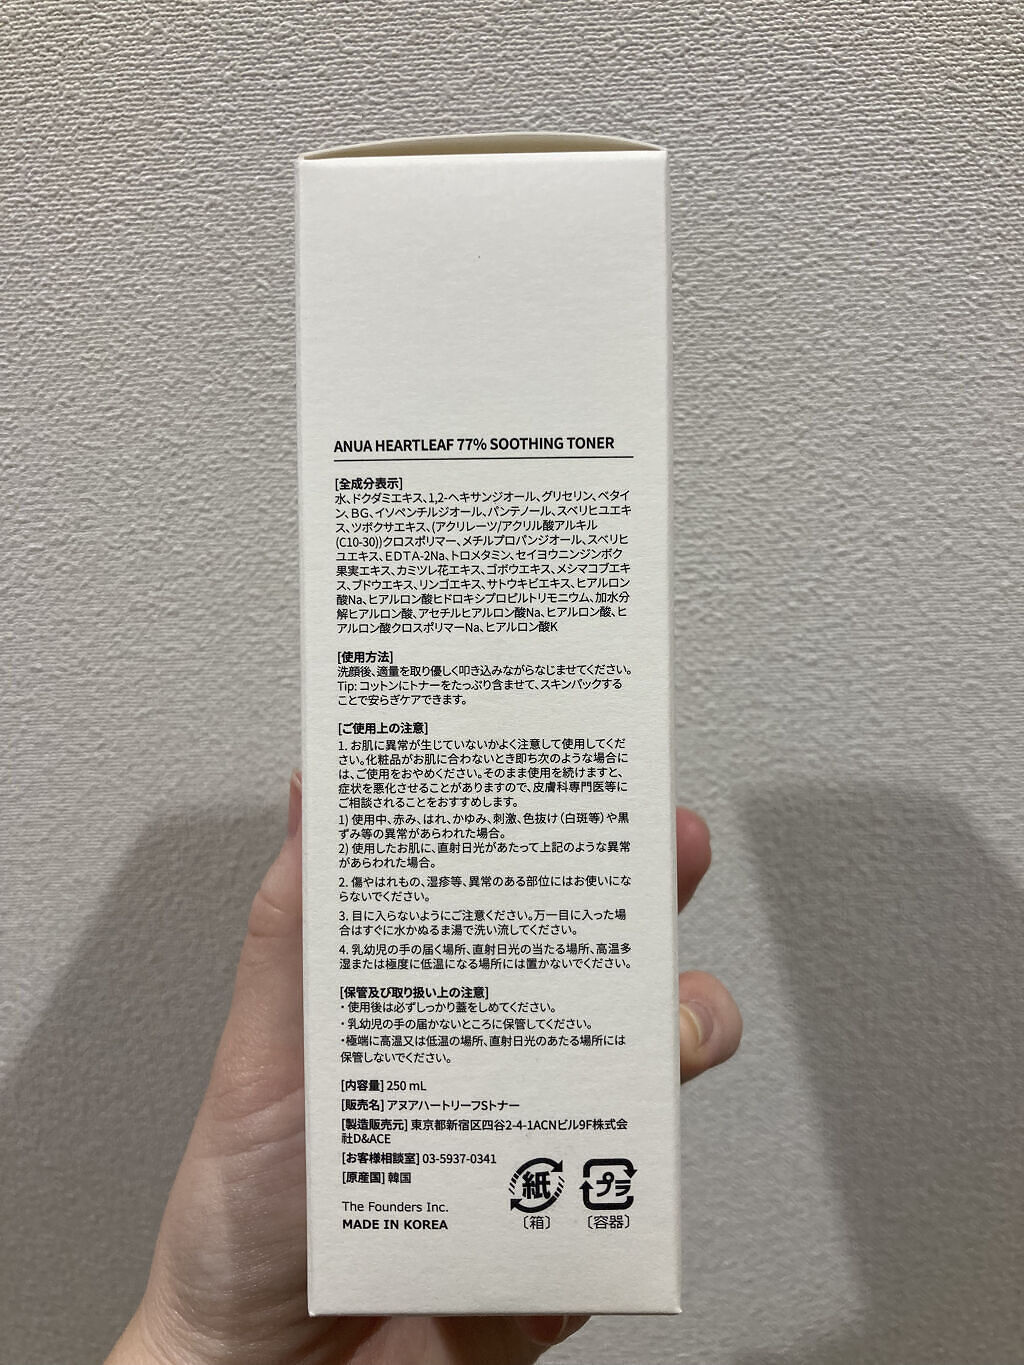 ANUA HEARTLEAF 77% SOOTHING TONER
[全成分表示]
水、ドクダミエキス、1,2-ヘキサンジオール、グリセリン、ベタイ
ン、BG、イソペンチルジオール、パンテノール、スベリヒユエキ
ス、ツボクサエキス、(アクリレーツ/アクリル酸アルキル
(C10-30))クロスポリマー、メチルプロパンジオール、スベリヒ
ユエキス、EDTA-2Na、トロメタミン、セイヨウニンジンボク
果実エキス、カミツレ花エキス、ゴボウエキス、メシマコブエキ
ス、ブドウエキス、リンゴエキス、サトウキビエキス、ヒアルロン
酸Na、ヒアルロン酸ヒドロキシプロピルトリモニウム、加水分
解ヒアルロン酸、アセチルヒアルロン酸Na、ヒアルロン酸、ヒ
アルロン酸クロスポリマーNa、ヒアルロン酸K
[使用方法]
洗顔後、適量を取り優しく叩き込みながらなじませてください。
Tip: コットンにトナーをたっぷり含ませて、スキンパックする
ことで安らぎケアできます。
[ご使用上の注意]
1. お肌に異常が生じていないかよく注意して使用してくだ
さい。化粧品がお肌に合わないとき即ち次のような場合に
は、ご使用をおやめください。そのまま使用を続けますと、
症状を悪化させることがありますので、皮膚科専門医等に
ご相談されることをおすすめします。
1) 使用中、赤み、はれ、かゆみ、刺激、色抜け(白斑等)や黒
ずみ等の異常があらわれた場合。
2) 使用したお肌に、直射日光があたって上記のような異常
があらわれた場合。
2. 傷やはれもの、湿疹等、異常のある部位にはお使いにな
らないでください。
3. 目に入らないようにご注意ください。万一目に入った場
合はすぐに水かぬるま湯で洗い流してください。
4. 乳幼児の手の届く場所、直射日光の当たる場所、高温多
湿または極度に低温になる場所には置かないでください。
[保管及び取り扱い上の注意]
・使用後は必ずしっかり蓋をしめてください。
・乳幼児の手の届かないところに保管してください。
・極端に高温又は低温の場所、直射日光のあたる場所には
保管しないでください。
[内容量] 250 mL
[販売名] アヌアハートリーフSトナー
[製造販売元] 東京都新宿区四谷2-4-1ACNビル9F株式会
社D&ACE
[お客様相談室] 03-5937-0341
[原産国] 韓国
The Founders Inc.
MADE IN KOREA
紙
(箱)
プラ
(容器)